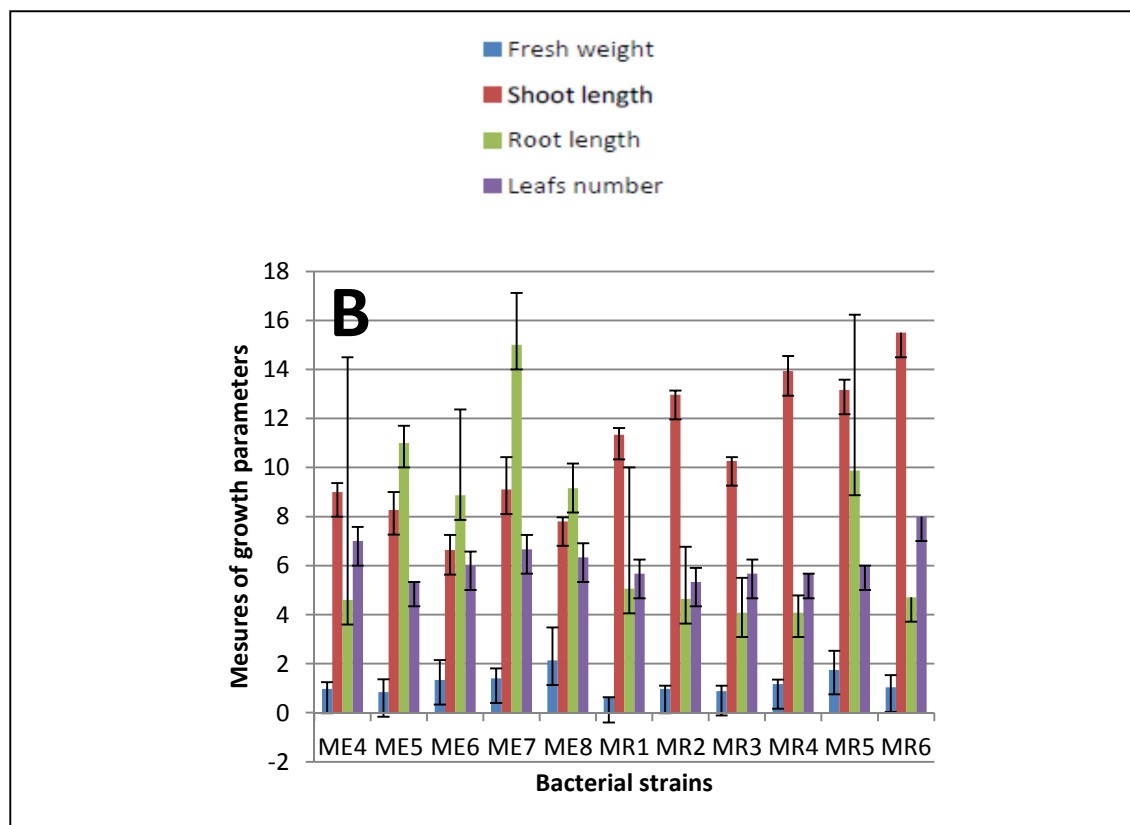 Fresh weight
Shoot length
Root length
Leafs number
B
Mesures of growth parameters
18
16
14
12
10
8
6
4
2
0
-2
ME4 ME5 ME6 ME7 ME8 MR1 MR2 MR3 MR4 MR5 MR6
Bacterial strains